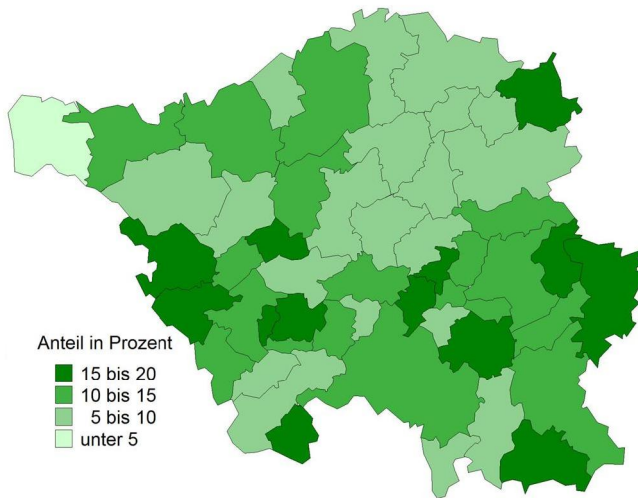 Anteil in Prozent
15 bis 20
10 bis 15
5 bis 10
unter 5